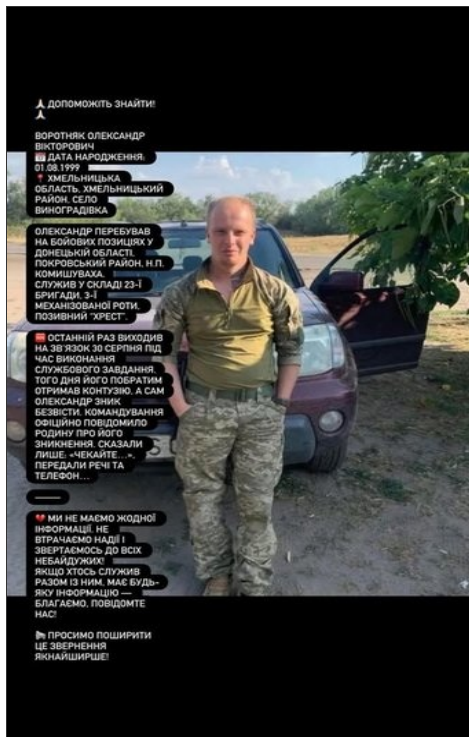 🙏🏻 ДОПОМОЖІТЬ ЗНАЙТИ!
🙏🏻
ВОРОТНЯК ОЛЕКСАНДР
ВІКТОРОВИЧ
📅 ДАТА НАРОДЖЕННЯ:
01.08.1999
📍 ХМЕЛЬНИЦЬКА
ОБЛАСТЬ, ХМЕЛЬНИЦЬКИЙ
РАЙОН, СЕЛО
ВИНОГРАДІВКА
ОЛЕКСАНДР ПЕРЕБУВАВ
НА БОЙОВИХ ПОЗИЦІЯХ У
ДОНЕЦЬКІЙ ОБЛАСТІ,
ПОКРОВСЬКИЙ РАЙОН, Н.П.
КОМИШУВАХА.
СЛУЖИВ У СКЛАДІ 23-Ї
БРИГАДИ, 3-Ї
МЕХАНІЗОВАНОЇ РОТИ,
ПОЗИВНИЙ "ХРЕСТ".
🆘 ОСТАННІЙ РАЗ ВИХОДИВ
НА ЗВ'ЯЗОК 30 СЕРПНЯ ПІД
ЧАС ВИКОНАННЯ
СЛУЖБОВОГО ЗАВДАННЯ.
ТОГО ДНЯ ЙОГО ПОБРАТИМ
ОТРИМАВ КОНТУЗІЮ, А САМ
ОЛЕКСАНДР ЗНИК
БЕЗВІСТИ. КОМАНДУВАННЯ
ОФІЦІЙНО ПОВІДОМИЛО
РОДИНУ ПРО ЙОГО
ЗНИКНЕННЯ. СКАЗАЛИ
ЛИШЕ: «ЧЕКАЙТЕ…»,
ПЕРЕДАЛИ РЕЧІ ТА
ТЕЛЕФОН…
⸻
💔 МИ НЕ МАЄМО ЖОДНОЇ
ІНФОРМАЦІЇ, НЕ
ВТРАЧАЄМО НАДІЇ І
ЗВЕРТАЄМОСЬ ДО ВСІХ
НЕБАЙДУЖИХ!
ЯКЩО ХТОСЬ СЛУЖИВ
РАЗОМ ІЗ НИМ, МАЄ БУДЬ-
ЯКУ ІНФОРМАЦІЮ —
БЛАГАЄМО, ПОВІДОМТЕ
НАС!
📢 ПРОСИМО ПОШИРИТИ
ЦЕ ЗВЕРНЕННЯ
ЯКНАЙШИРШЕ!